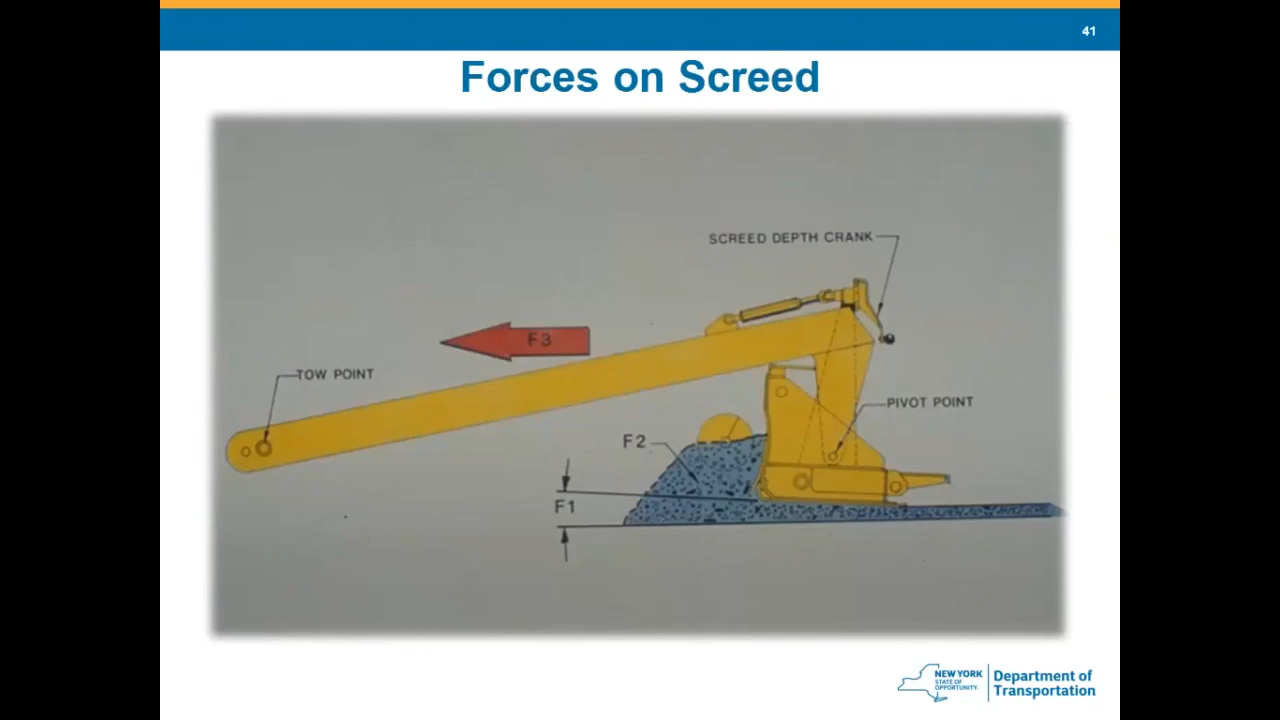 41
Forces on Screed
SCREED DEPTH CRANK
F3
TOW POINT
PIVOT POINT
F2
F1
NEW YORK
STATE OF
OPPORTUNITY.
Department of
Transportation